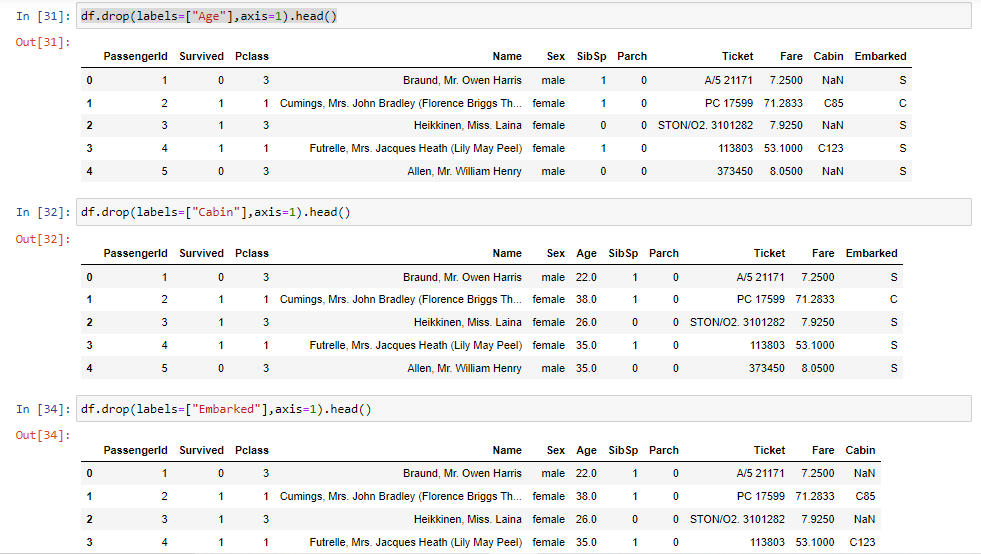 In [31]: df.drop(labels=["Age"],axis=1).head()
Out[31]:
PassengerId Survived Pclass Name Sex SibSp Parch Ticket Fare Cabin Embarked
0 1 0 3 Braund, Mr. Owen Harris male 1 0 A/5 21171 7.2500 NaN S
1 2 1 1 Cumings, Mrs. John Bradley (Florence Briggs Th... female 1 0 PC 17599 71.2833 C85 C
2 3 1 3 Heikkinen, Miss. Laina female 0 0 STON/O2. 3101282 7.9250 NaN S
3 4 1 1 Futrelle, Mrs. Jacques Heath (Lily May Peel) female 1 0 113803 53.1000 C123 S
4 5 0 3 Allen, Mr. William Henry male 0 0 373450 8.0500 NaN S
In [32]: df.drop(labels=["Cabin"],axis=1).head()
Out[32]:
PassengerId Survived Pclass Name Sex Age SibSp Parch Ticket Fare Embarked
0 1 0 3 Braund, Mr. Owen Harris male 22.0 1 0 A/5 21171 7.2500 S
1 2 1 1 Cumings, Mrs. John Bradley (Florence Briggs Th... female 38.0 1 0 PC 17599 71.2833 C
2 3 1 3 Heikkinen, Miss. Laina female 26.0 0 0 STON/O2. 3101282 7.9250 S
3 4 1 1 Futrelle, Mrs. Jacques Heath (Lily May Peel) female 35.0 1 0 113803 53.1000 S
4 5 0 3 Allen, Mr. William Henry male 35.0 0 0 373450 8.0500 S
In [34]: df.drop(labels=["Embarked"],axis=1).head()
Out[34]:
PassengerId Survived Pclass Name Sex Age SibSp Parch Ticket Fare Cabin
0 1 0 3 Braund, Mr. Owen Harris male 22.0 1 0 A/5 21171 7.2500 NaN
1 2 1 1 Cumings, Mrs. John Bradley (Florence Briggs Th... female 38.0 1 0 PC 17599 71.2833 C85
2 3 1 3 Heikkinen, Miss. Laina female 26.0 0 0 STON/O2. 3101282 7.9250 NaN
3 4 1 1 Futrelle, Mrs. Jacques Heath (Lily May Peel) female 35.0 1 0 113803 53.1000 C123